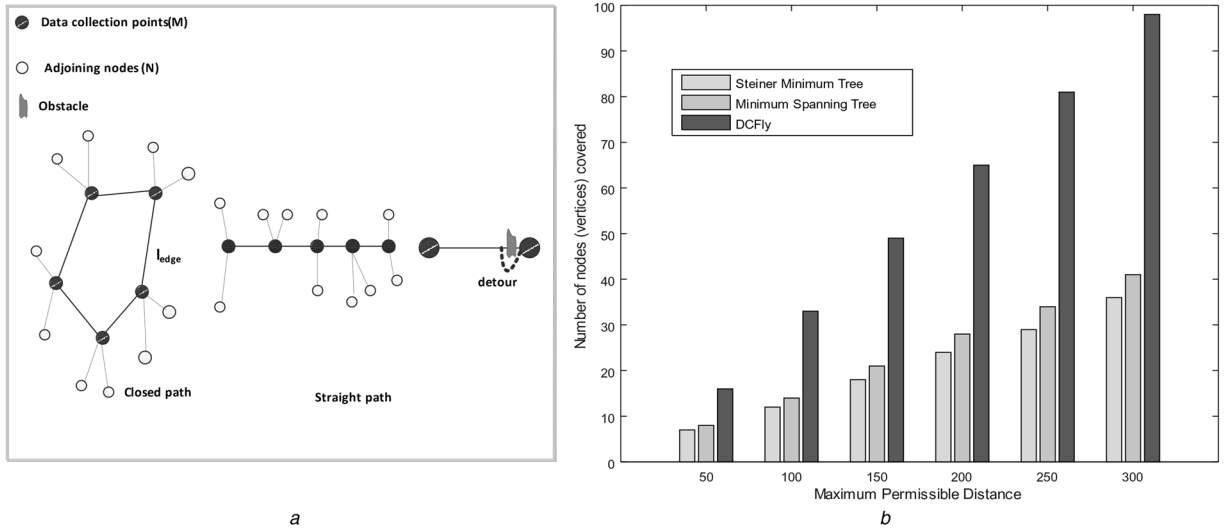 Data collection points(M)
Adjoining nodes (N)
Obstacle
l_edge
detour
Closed path
Straight path
a
100
90
80
70
60
50
40
30
20
10
0
Number of nodes (vertices) covered
Steiner Minimum Tree
Minimum Spanning Tree
DCFly
50 100 150 200 250 300
Maximum Permissible Distance
b